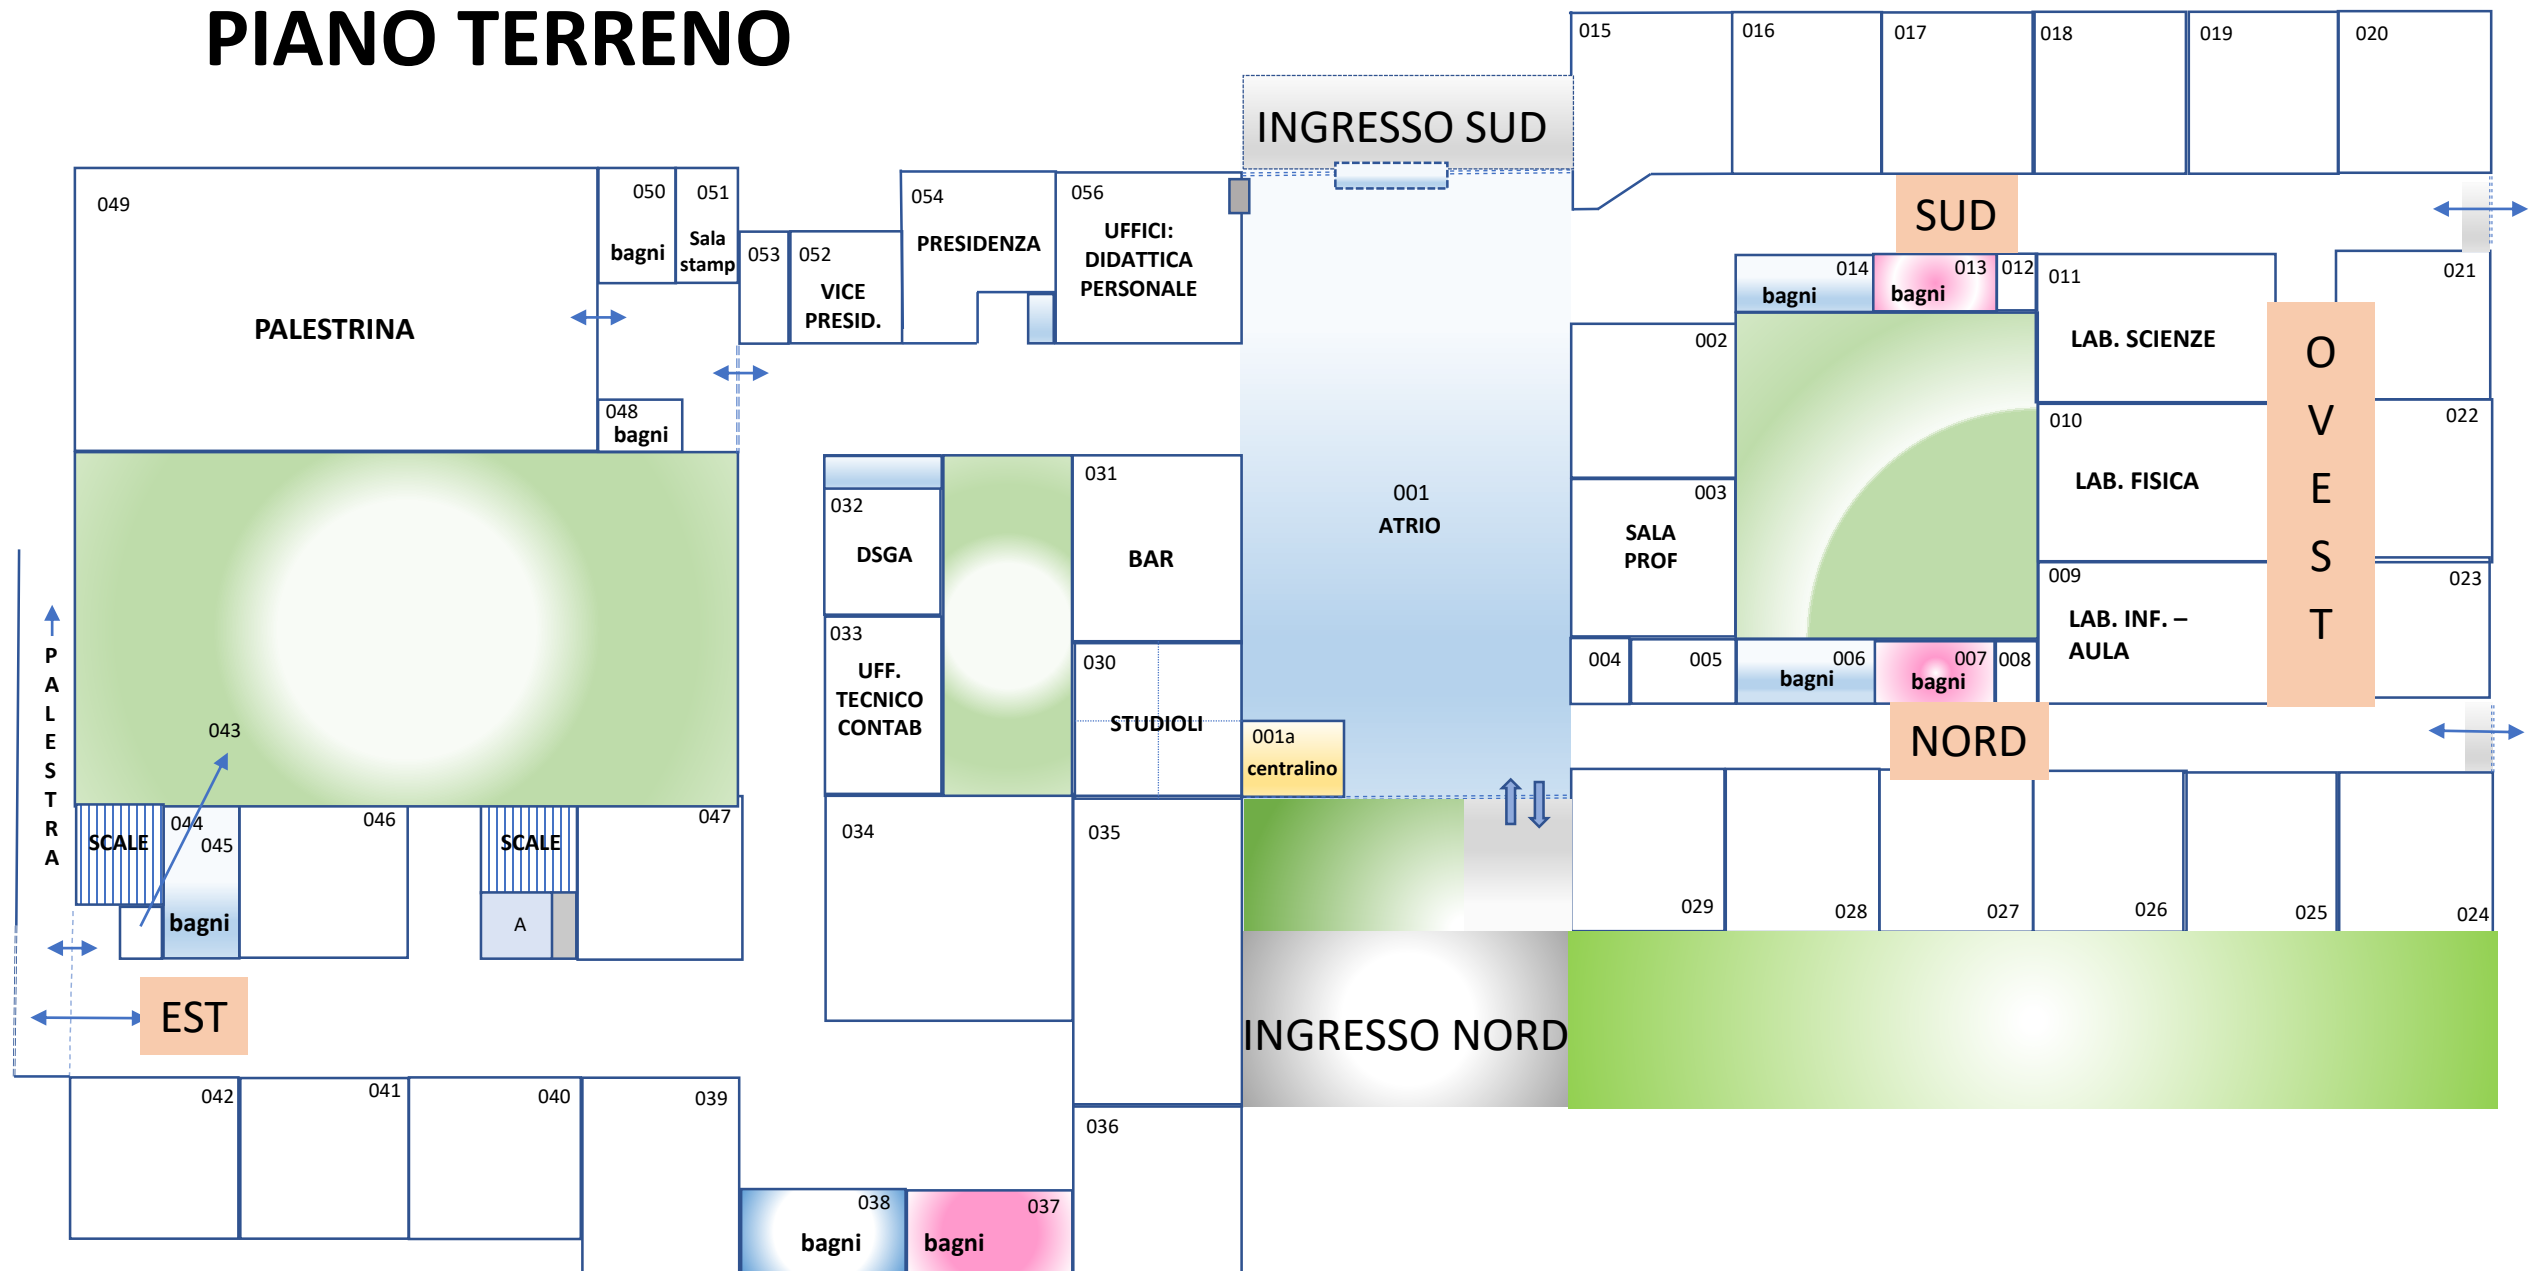 PIANO TERRENO
015
016
017
018
019
020
INGRESSO SUD
049
PALESTRINA
050
bagni
051
Sala
stamp
053
052
VICE
PRESID.
054
PRESIDENZA
056
UFFICI:
DIDATTICA
PERSONALE
SUD
014
bagni
013
bagni
012
011
LAB. SCIENZE
021
O
V
E
S
T
002
048
bagni
010
LAB. FISICA
022
031
BAR
032
DSGA
001
ATRIO
003
SALA
PROF
009
LAB. INF. –
AULA
023
033
UFF.
TECNICO
CONTAB
030
STUDIOLI
001a
centralino
004
005
006
bagni
007
bagni
008
NORD
P
A
L
E
S
T
R
A
043
SCALE
044
045
bagni
046
SCALE
A
047
034
035
029
028
027
026
025
024
EST
INGRESSO NORD
042
041
040
039
036
038
bagni
037
bagni